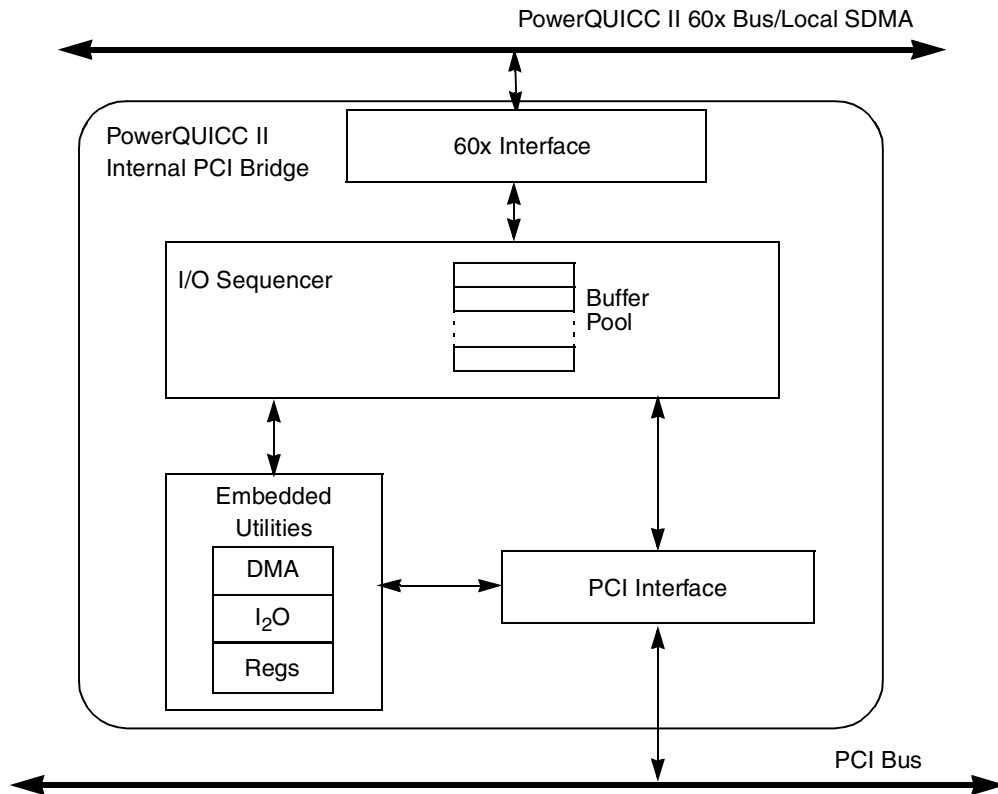 PowerQUICC II 60x Bus/Local SDMA
PowerQUICC II
Internal PCI Bridge
60x Interface
I/O Sequencer
Buffer
Pool
Embedded
Utilities
DMA
I₂O
Regs
PCI Interface
PCI Bus